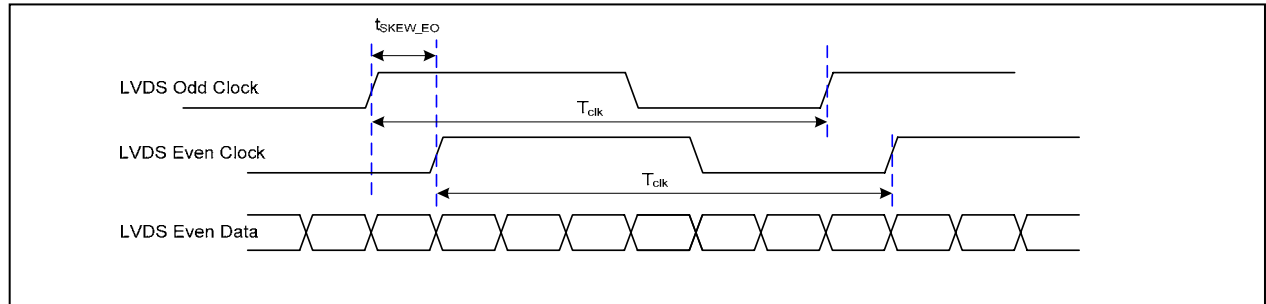 tSKEW_EO
LVDS Odd Clock
Tclk
LVDS Even Clock
Tclk
LVDS Even Data